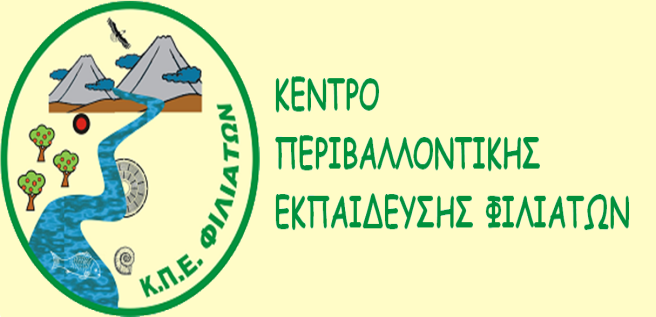 Κ.Π.Ε. ΦΙΛΙΑΤΩΝ
ΚΕΝΤΡΟ
ΠΕΡΙΒΑΛΛΟΝΤΙΚΗΣ
ΕΚΠΑΙΔΕΥΣΗΣ ΦΙΛΙΑΤΩΝ